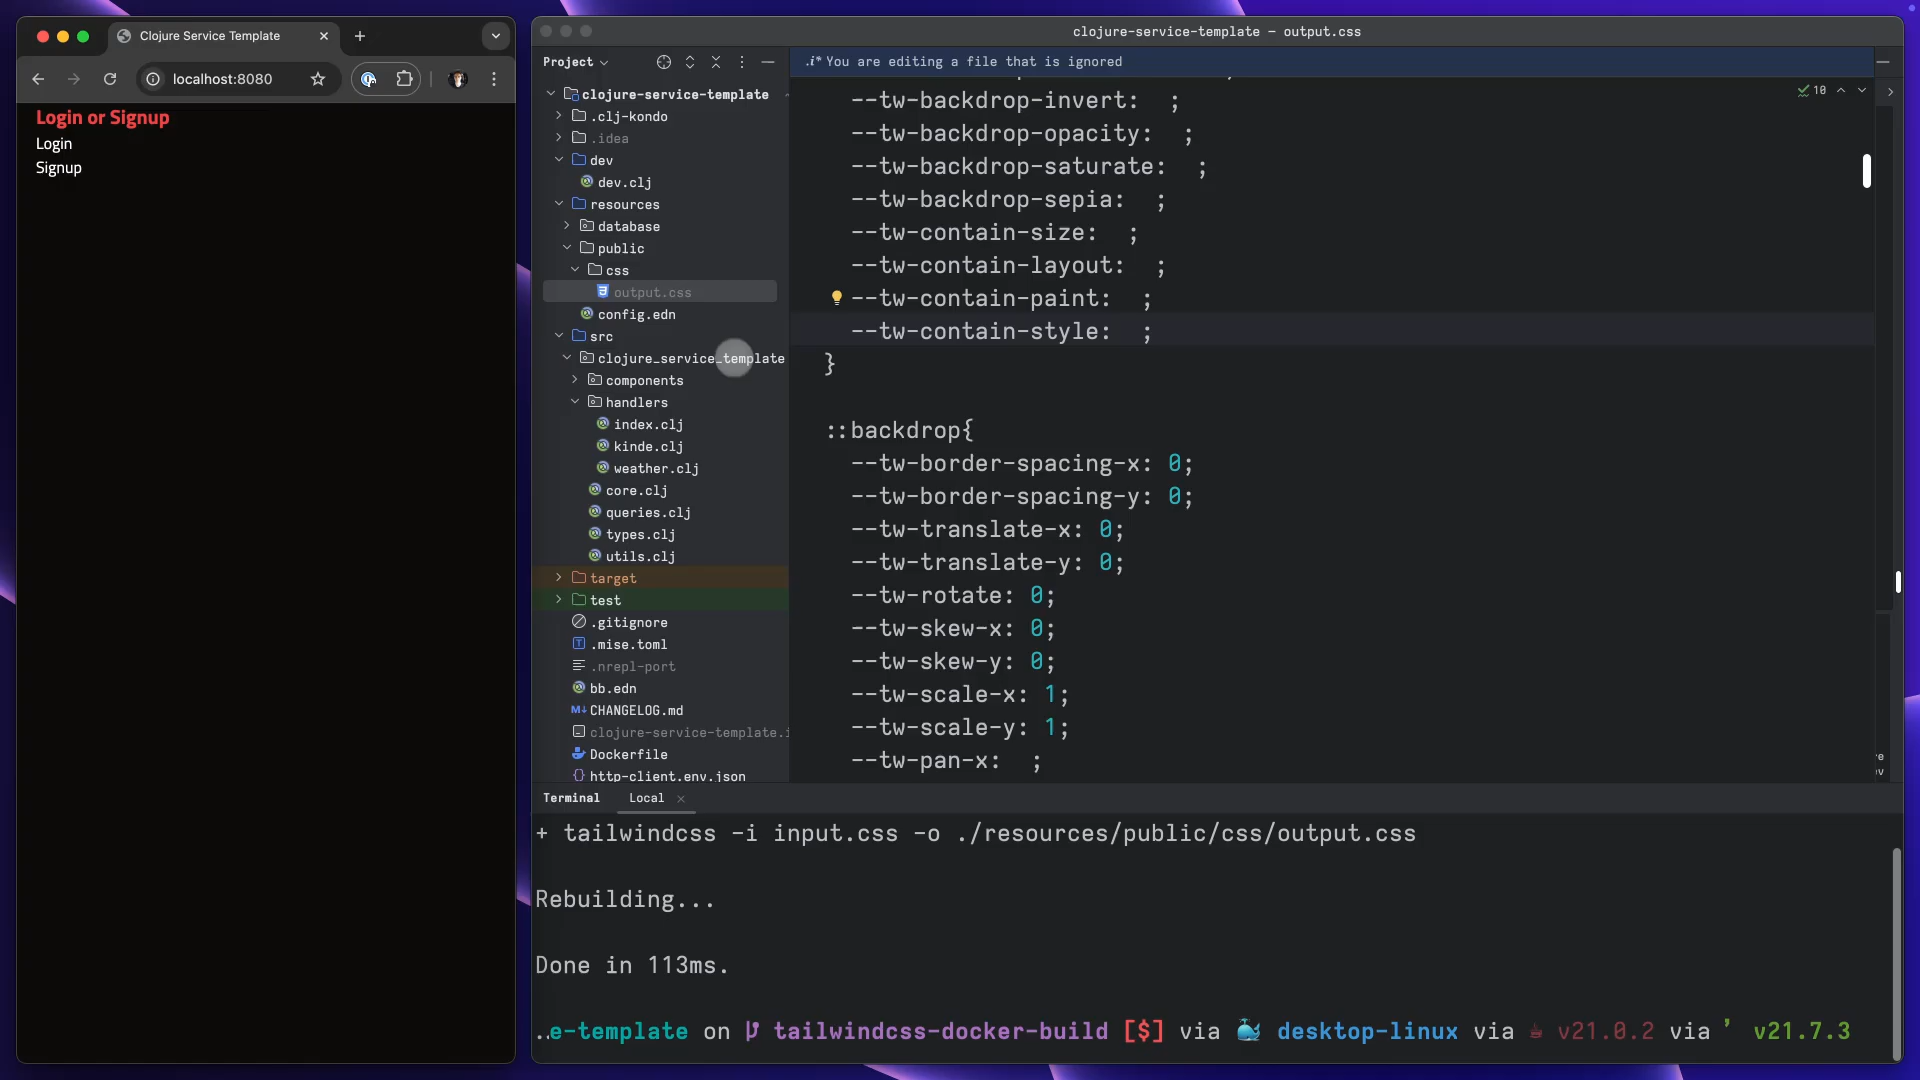 Clojure Service Template
localhost:8080
Login or Signup
Login
Signup
clojure-service-template – output.css
Project
clojure-service-template
.clj-kondo
.idea
dev
dev.clj
resources
database
public
css
output.css
config.edn
src
clojure_service_template
components
handlers
index.clj
kinde.clj
weather.clj
core.clj
queries.clj
types.clj
utils.clj
target
test
.gitignore
.mise.toml
.nrepl-port
bb.edn
CHANGELOG.md
clojure-service-template.i
Dockerfile
http-client.env.json
.i* You are editing a file that is ignored
10
--tw-backdrop-invert:  ;
--tw-backdrop-opacity:  ;
--tw-backdrop-saturate:  ;
--tw-backdrop-sepia:  ;
--tw-contain-size:  ;
--tw-contain-layout:  ;
--tw-contain-paint:  ;
--tw-contain-style:  ;
}
::backdrop{
--tw-border-spacing-x: 0;
--tw-border-spacing-y: 0;
--tw-translate-x: 0;
--tw-translate-y: 0;
--tw-rotate: 0;
--tw-skew-x: 0;
--tw-skew-y: 0;
--tw-scale-x: 1;
--tw-scale-y: 1;
--tw-pan-x:  ;
Terminal
Local
+ tailwindcss -i input.css -o ./resources/public/css/output.css
Rebuilding...
Done in 113ms.
..e-template on tailwindcss-docker-build [$] via desktop-linux via v21.0.2 via v21.7.3